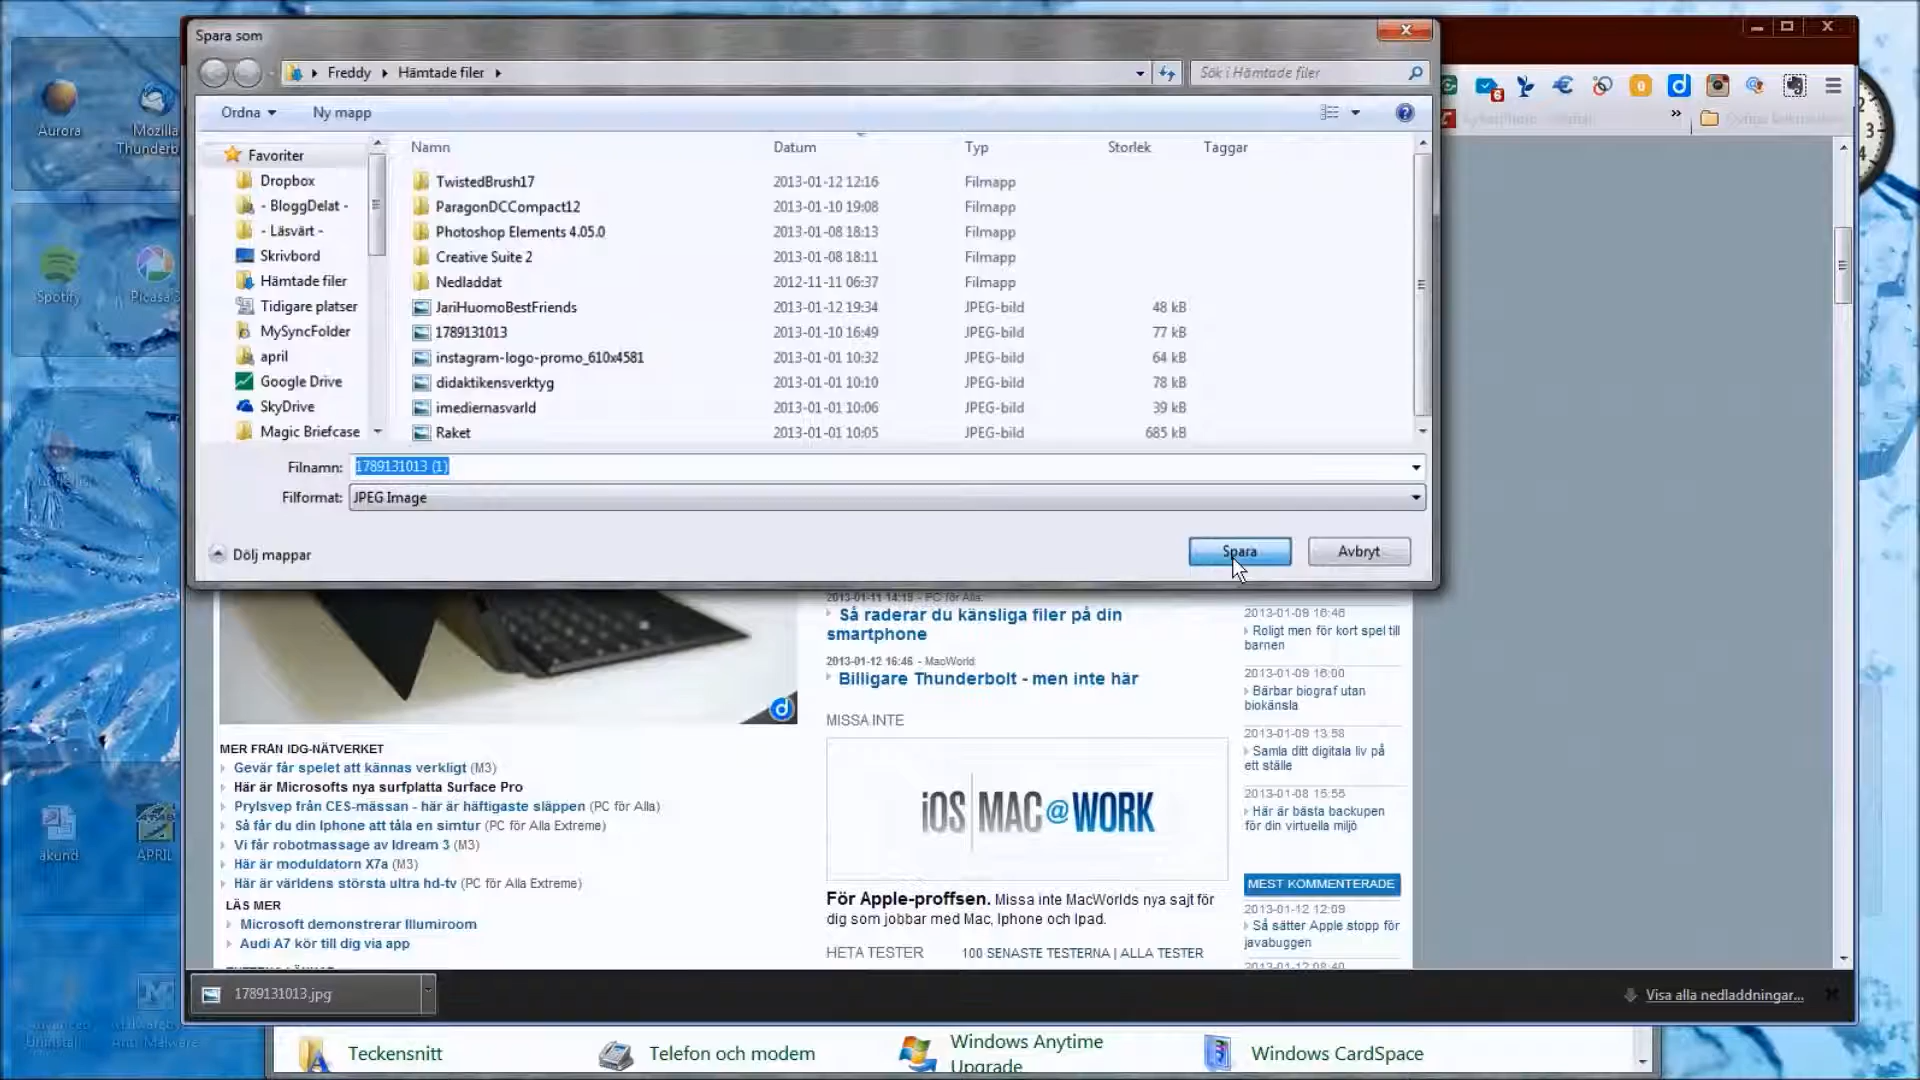 Spara som
Freddy Hämtade filer
Sök i Hämtade filer
Ordna Ny mapp
Favoriter
Dropbox
- BloggDelat -
- Läsvärt -
Skrivbord
Hämtade filer
Tidigare platser
MySyncFolder
april
Google Drive
SkyDrive
Magic Briefcase
Namn Datum Typ Storlek Taggar
TwistedBrush17 2013-01-12 12:16 Filmapp
ParagonDCCompact12 2013-01-10 19:08 Filmapp
Photoshop Elements 4.05.0 2013-01-08 18:13 Filmapp
Creative Suite 2 2013-01-08 18:11 Filmapp
Nedladdat 2012-11-11 06:37 Filmapp
JariHuomoBestFriends 2013-01-12 19:34 JPEG-bild 48 kB
1789131013 2013-01-10 16:49 JPEG-bild 77 kB
instagram-logo-promo_610x4581 2013-01-01 10:32 JPEG-bild 64 kB
didaktikensverktyg 2013-01-01 10:10 JPEG-bild 78 kB
imediernasvarld 2013-01-01 10:06 JPEG-bild 39 kB
Raket 2013-01-01 10:05 JPEG-bild 685 kB
Filnamn: 1789131013 (1)
Filformat: JPEG Image
Dölj mappar
Spara Avbryt
Aurora
Mozilla
Spotify
åkund
APRIL
MER FRÅN IDG-NÄTVERKET
Gevär får spelet att kännas verkligt (M3)
Här är Microsofts nya surfplatta Surface Pro
Prylsvep från CES-mässan - här är häftigaste släppen (PC för Alla)
Så får du din Iphone att tåla en simtur (PC för Alla Extreme)
Vi får robotmassage av Idream 3 (M3)
Här är moduldatorn X7a (M3)
Här är världens största ultra hd-tv (PC för Alla Extreme)
LÄS MER
Microsoft demonstrerar Illumiroom
Audi A7 kör till dig via app
2013-01-11 14:19 - PC för Alla
Så raderar du känsliga filer på din
smartphone
2013-01-12 16:46 - MacWorld
Billigare Thunderbolt - men inte här
MISSA INTE
iOS MAC@WORK
För Apple-proffsen. Missa inte MacWorlds nya sajt för
dig som jobbar med Mac, Iphone och Ipad.
HETA TESTER 100 SENASTE TESTERNA | ALLA TESTER
2013-01-09 16:46
Roligt men för kort spel till
barnen
2013-01-09 16:00
Bärbar biograf utan
biokänsla
2013-01-09 13:58
Samla ditt digitala liv på
ett ställe
2013-01-08 15:56
Här är bästa backupen
för din virtuella miljö
MEST KOMMENTERADE
2013-01-12 12:09
Så sätter Apple stopp för
javabuggen
2013-01-12 08:40
1789131013.jpg
Visa alla nedladdningar...
Teckensnitt
Telefon och modem
Windows Anytime
Upgrade
Windows CardSpace